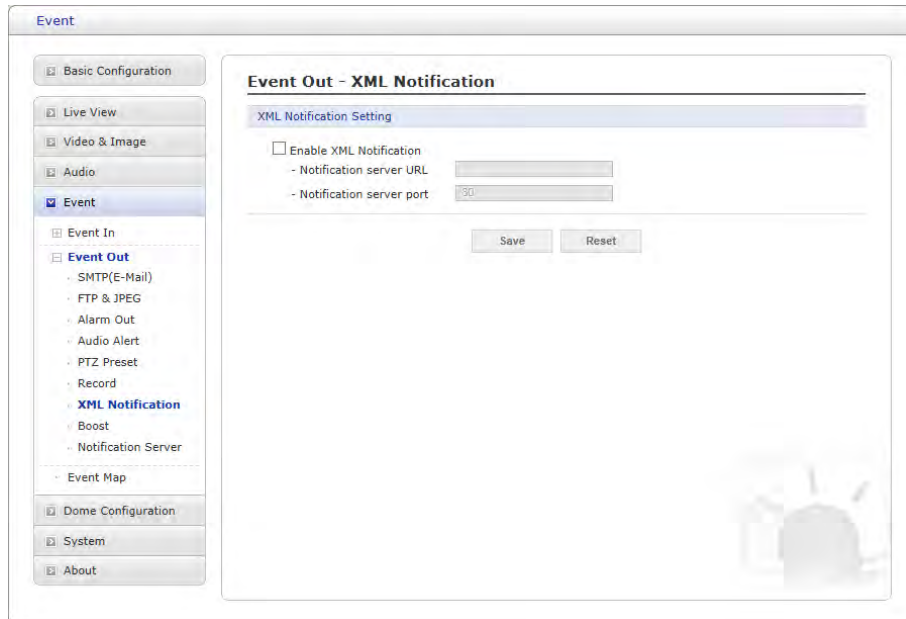 Event
Basic Configuration
Live View
Video & Image
Audio
Event
Event In
Event Out
SMTP(E-Mail)
FTP & JPEG
Alarm Out
Audio Alert
PTZ Preset
Record
XML Notification
Boost
Notification Server
Event Map
Dome Configuration
System
About
Event Out - XML Notification
XML Notification Setting
Enable XML Notification
- Notification server URL
- Notification server port
Save Reset